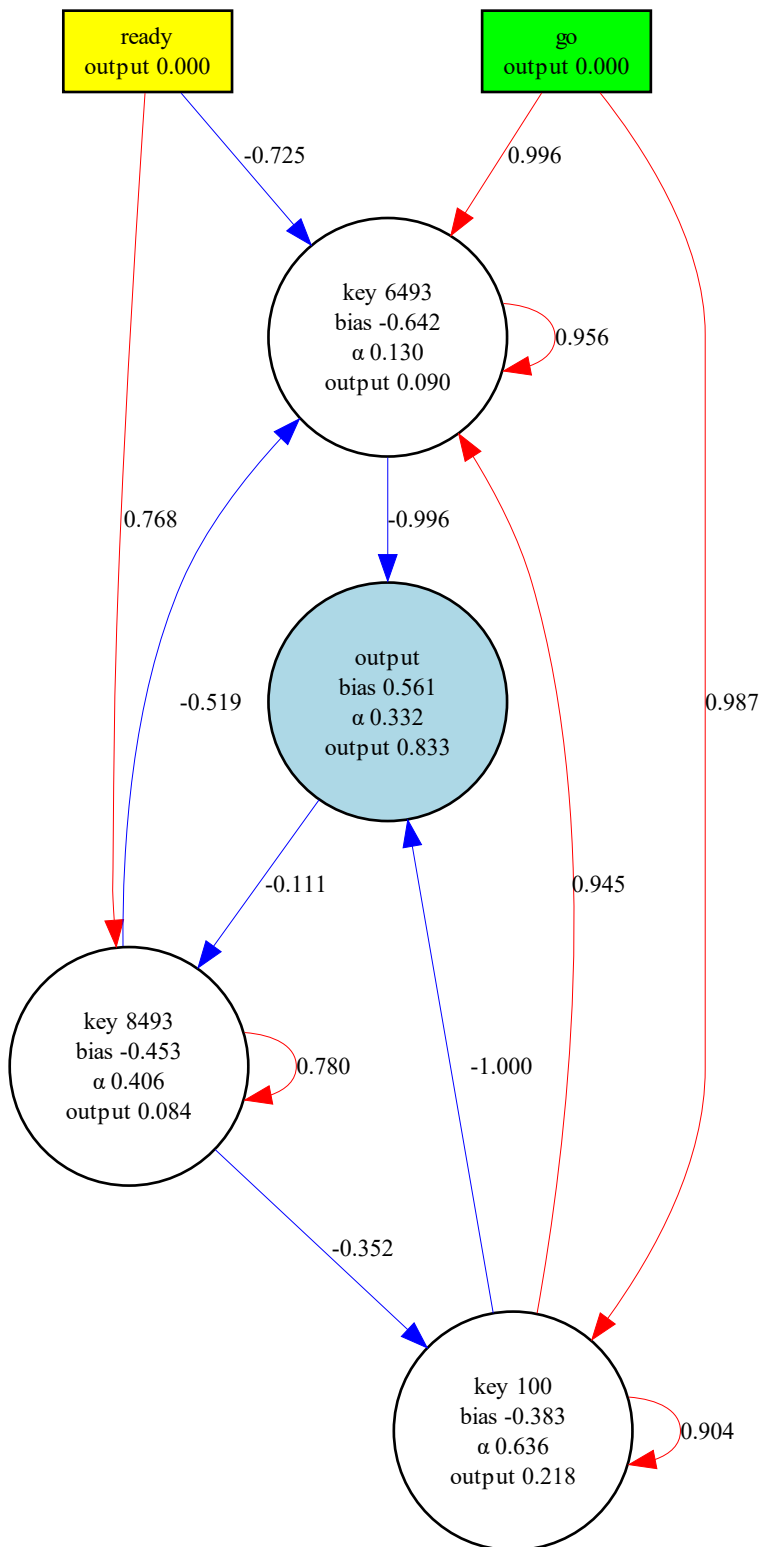 ready
output 0.000
go
output 0.000
-0.725
0.996
key 6493
bias -0.642
α 0.130
output 0.090
0.956
0.768
-0.996
-0.519
output
bias 0.561
α 0.332
output 0.833
0.987
-0.111
0.945
key 8493
bias -0.453
α 0.406
output 0.084
0.780
-1.000
-0.352
key 100
bias -0.383
α 0.636
output 0.218
0.904